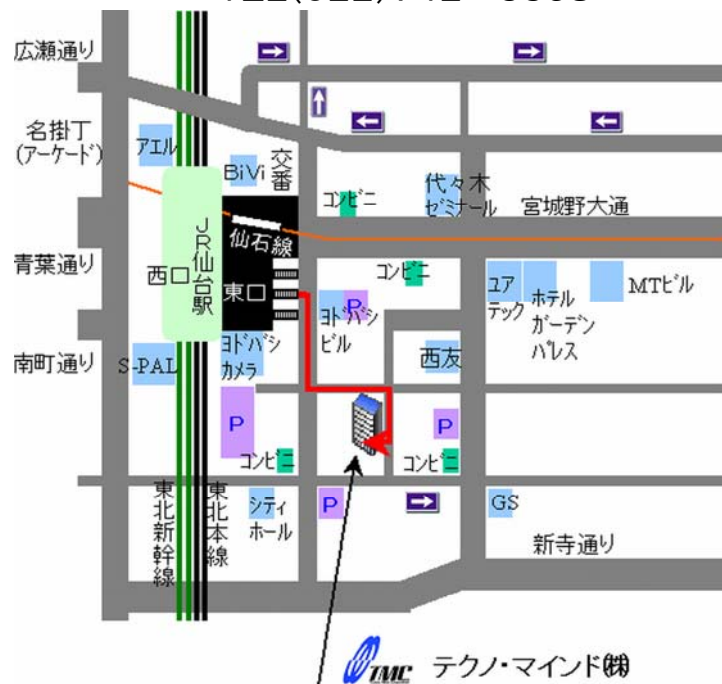 広瀬通り
名掛丁
(アーケード)
アエル
BiVi
交番
コンビニ
代々木
ゼミナール
宮城野大通
仙石線
JR仙台駅
青葉通り
西口
東口
コンビニ
ヨドバシ
ビル
P
ユア
テック
ホテル
ガーデン
パレス
MTビル
南町通り
S-PAL
ヨドバシ
カメラ
西友
P
P
コンビニ
コンビニ
東北新幹線
東北本線
シティ
ホール
P
GS
新寺通り
TMC テクノ・マインド㈱